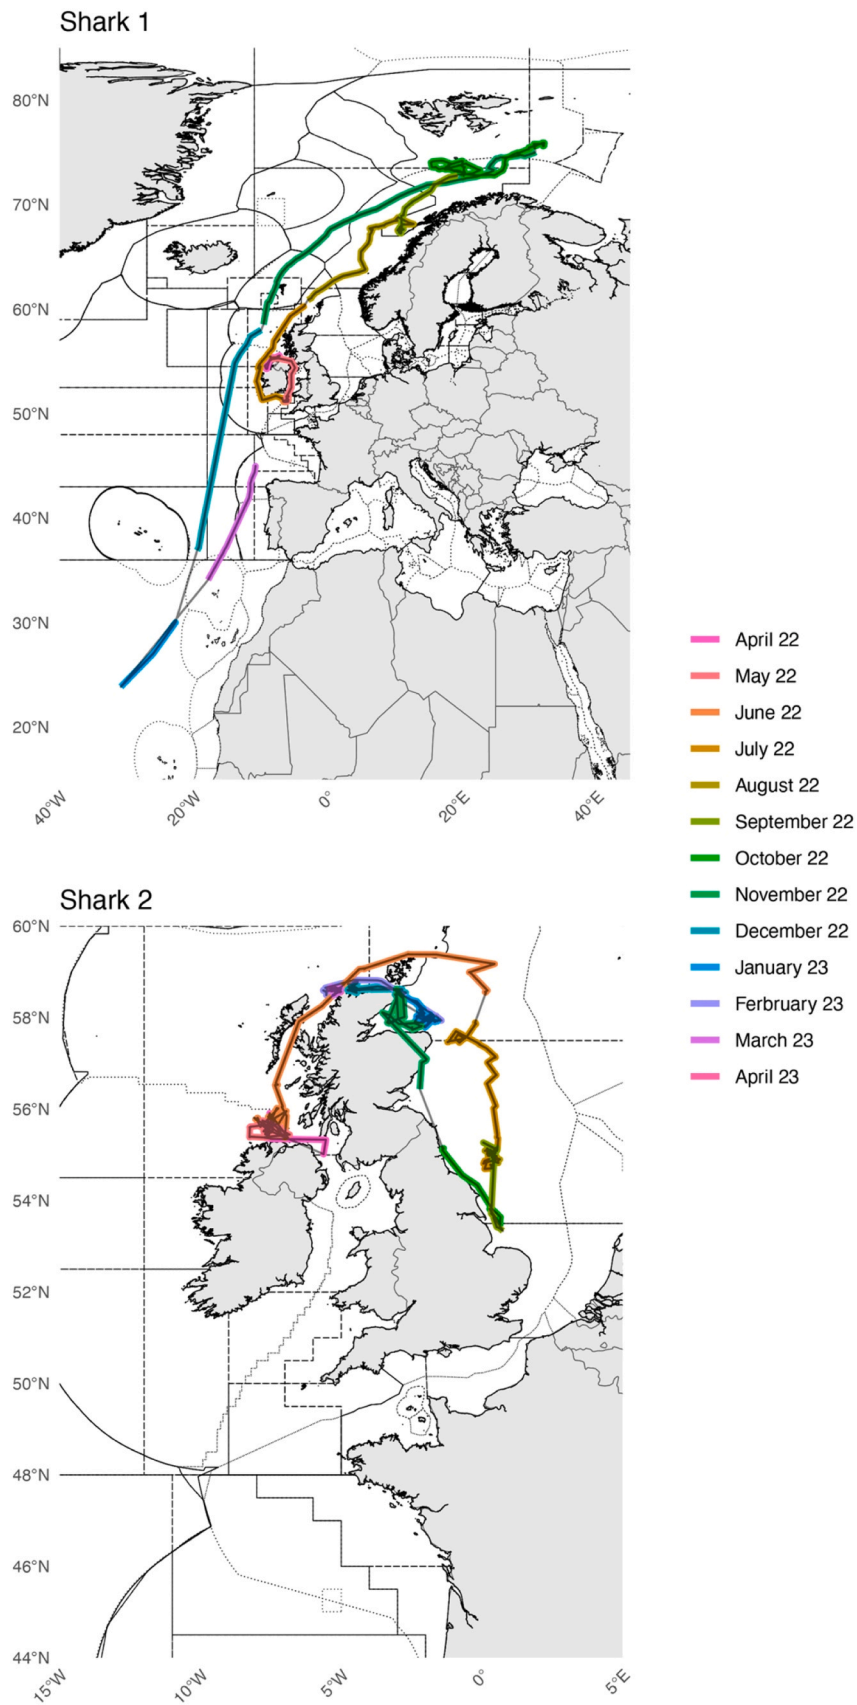 Shark 1
80°N
70°N
60°N
50°N
40°N
30°N
20°N
40°W
20°W
0°
20°E
40°E
April 22
May 22
June 22
July 22
August 22
September 22
October 22
November 22
December 22
January 23
Ferbruary 23
March 23
April 23
Shark 2
60°N
58°N
56°N
54°N
52°N
50°N
48°N
46°N
44°N
15°W
10°W
5°W
0°
5°E